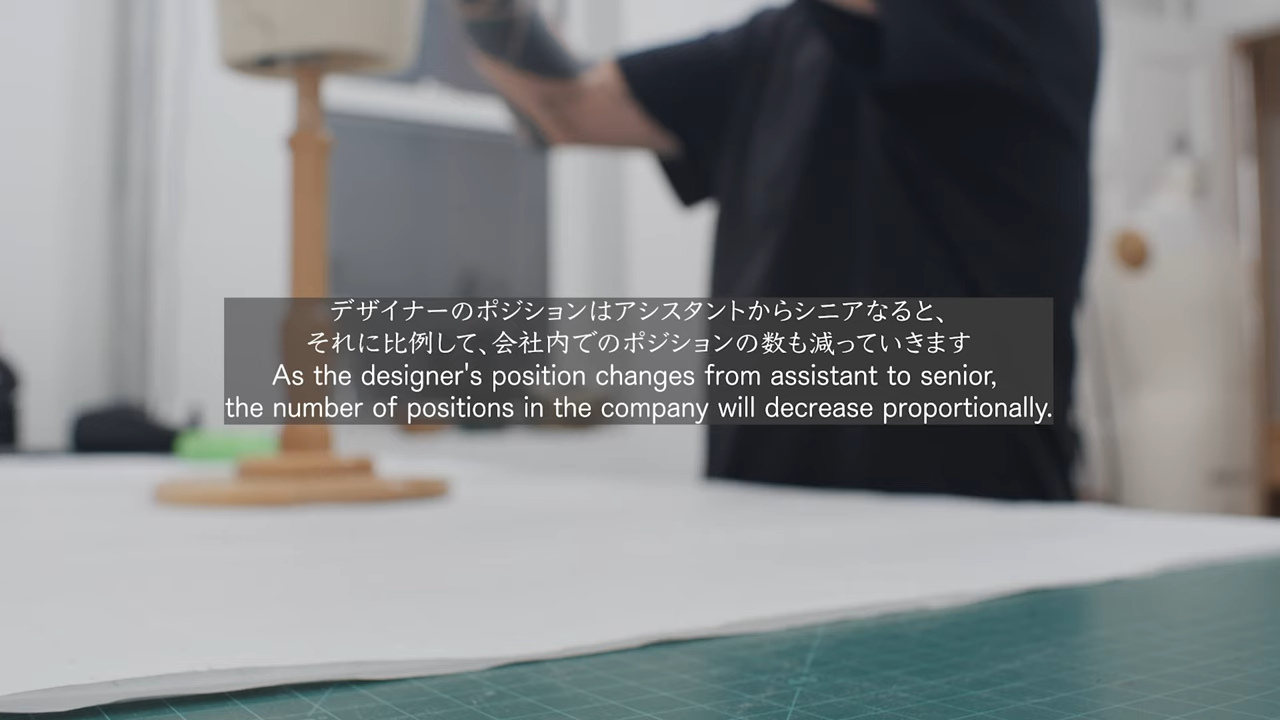 デザイナーのポジションはアシスタントからシニアなると、
それに比例して、会社内でのポジションの数も減っていきます
As the designer's position changes from assistant to senior,
the number of positions in the company will decrease proportionally.